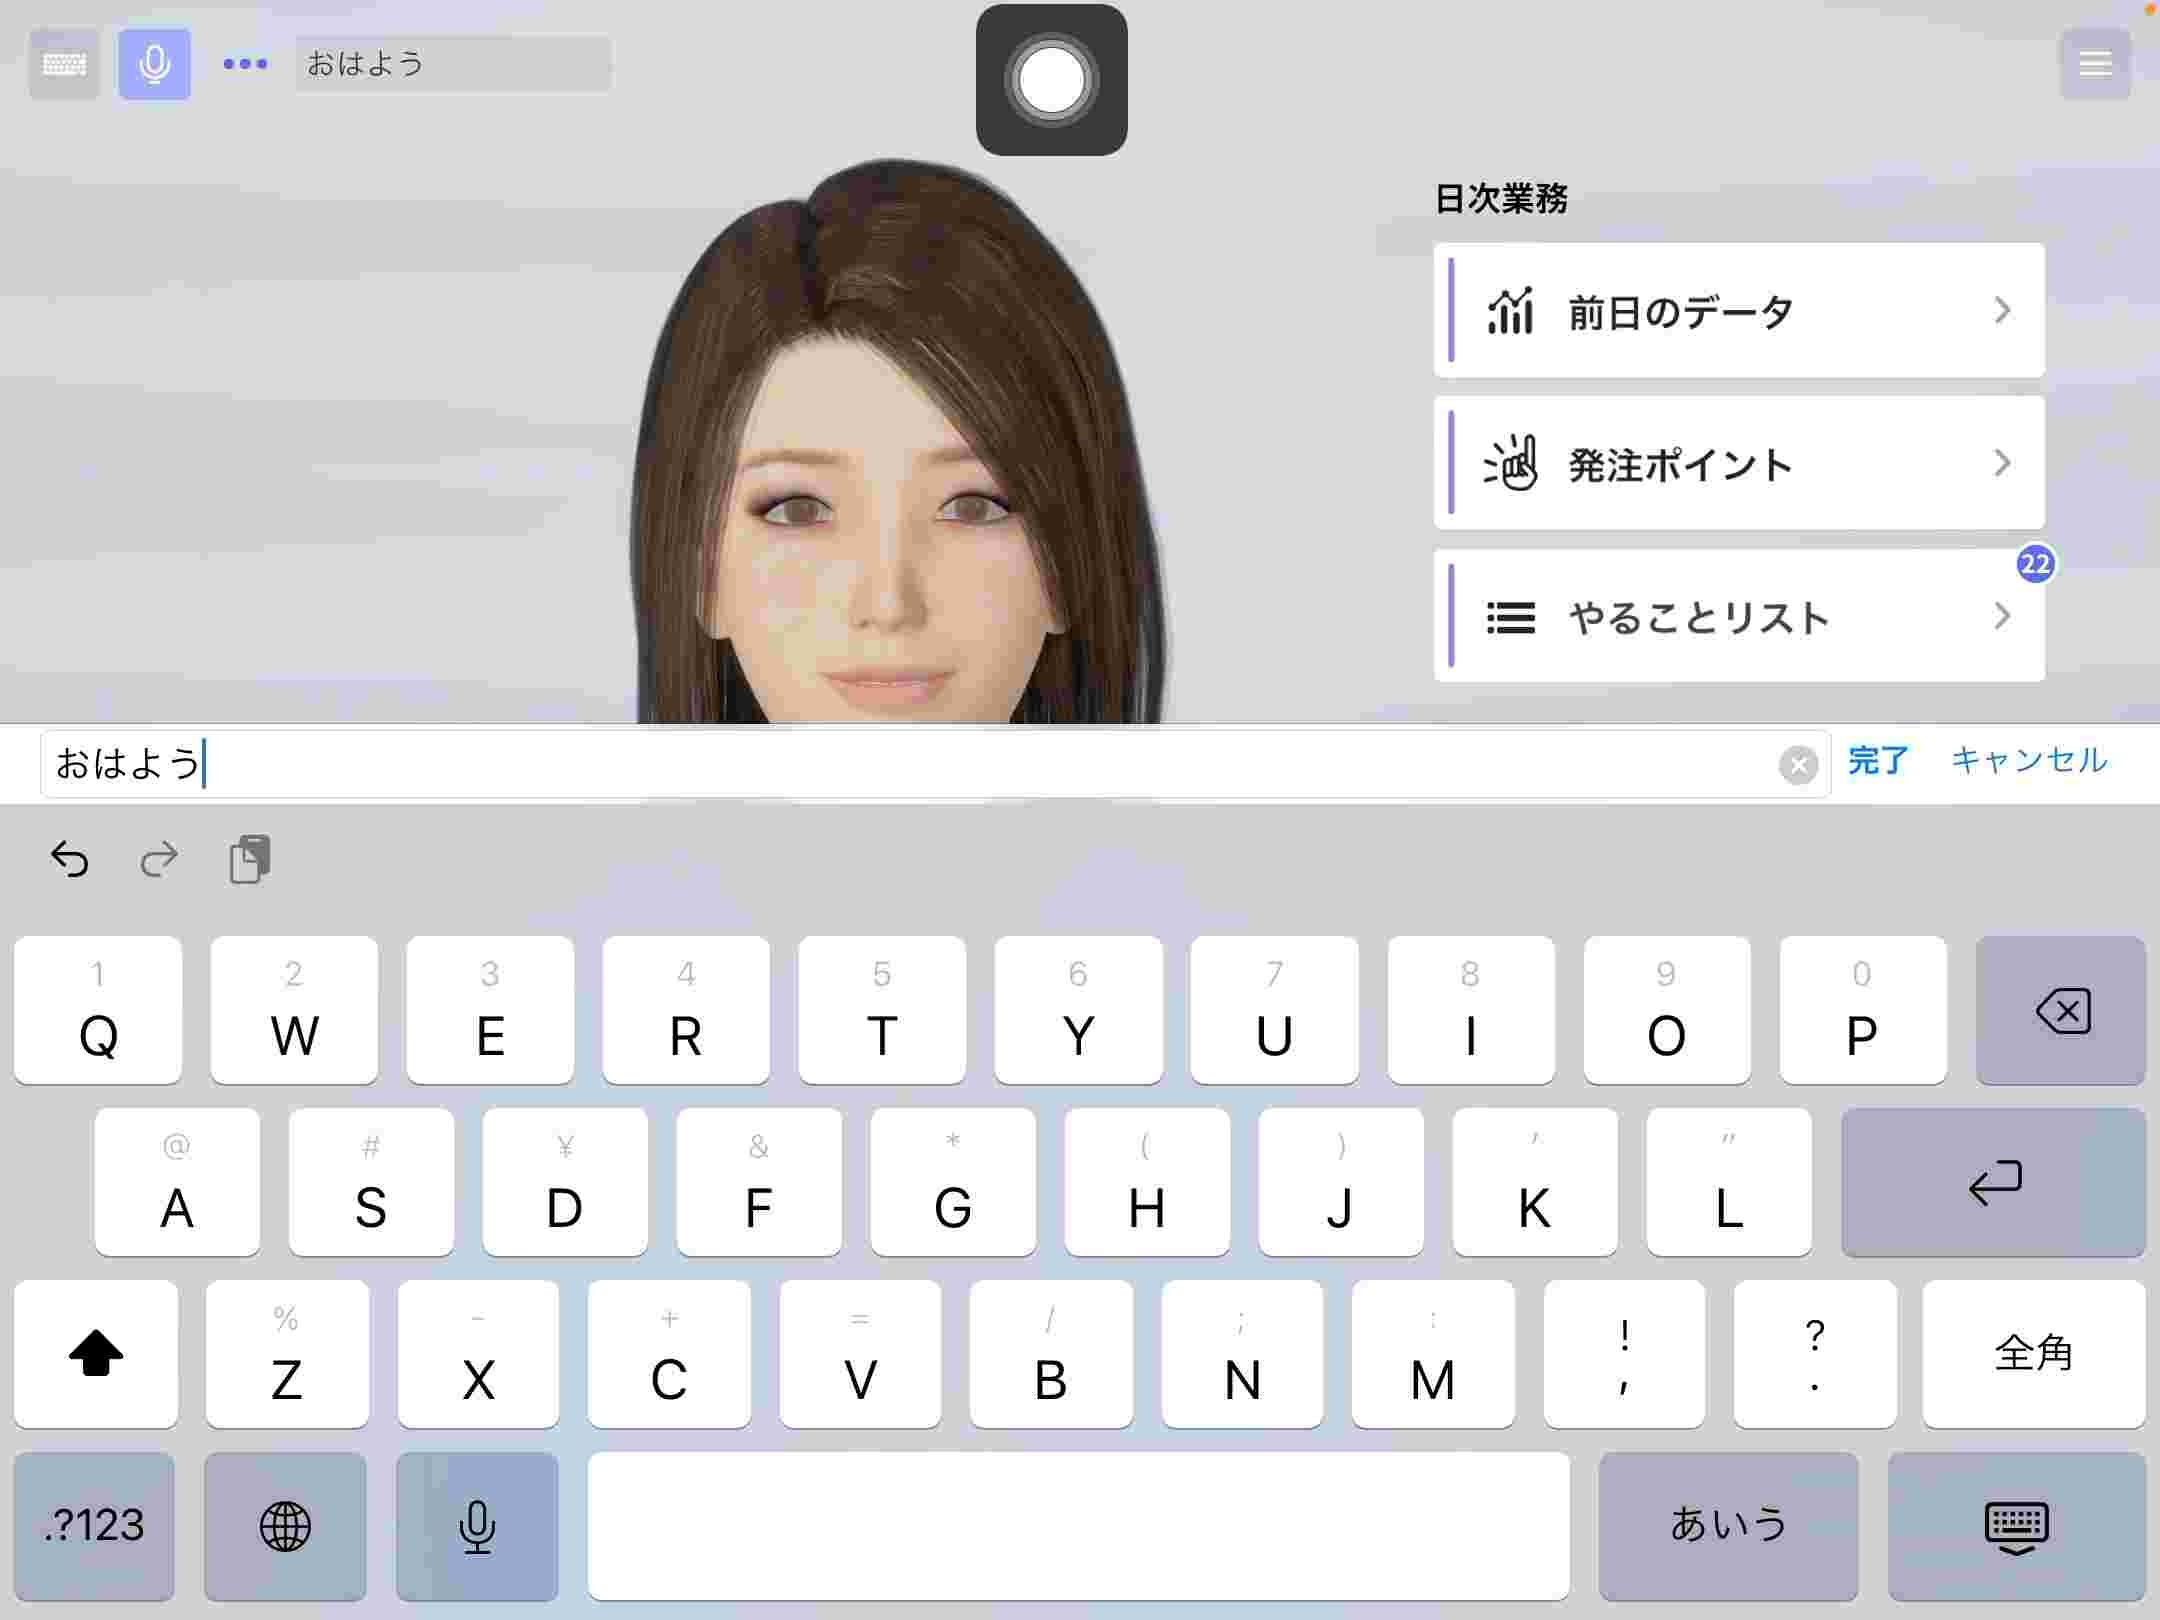 おはよう
日次業務
前日のデータ
発注ポイント
22
やることリスト
おはよう
完了 キャンセル
1 2 3 4 5 6 7 8 9 0
Q W E R T Y U I O P
@ # ¥ & * ( ) ' "
A S D F G H J K L
% - + = / ; : ! ?
Z X C V B N M , . 全角
.?123 あいう